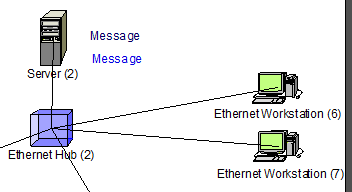 Message
Message
Server (2)
Ethernet Workstation (6)
Ethernet Hub (2)
Ethernet Workstation (7)